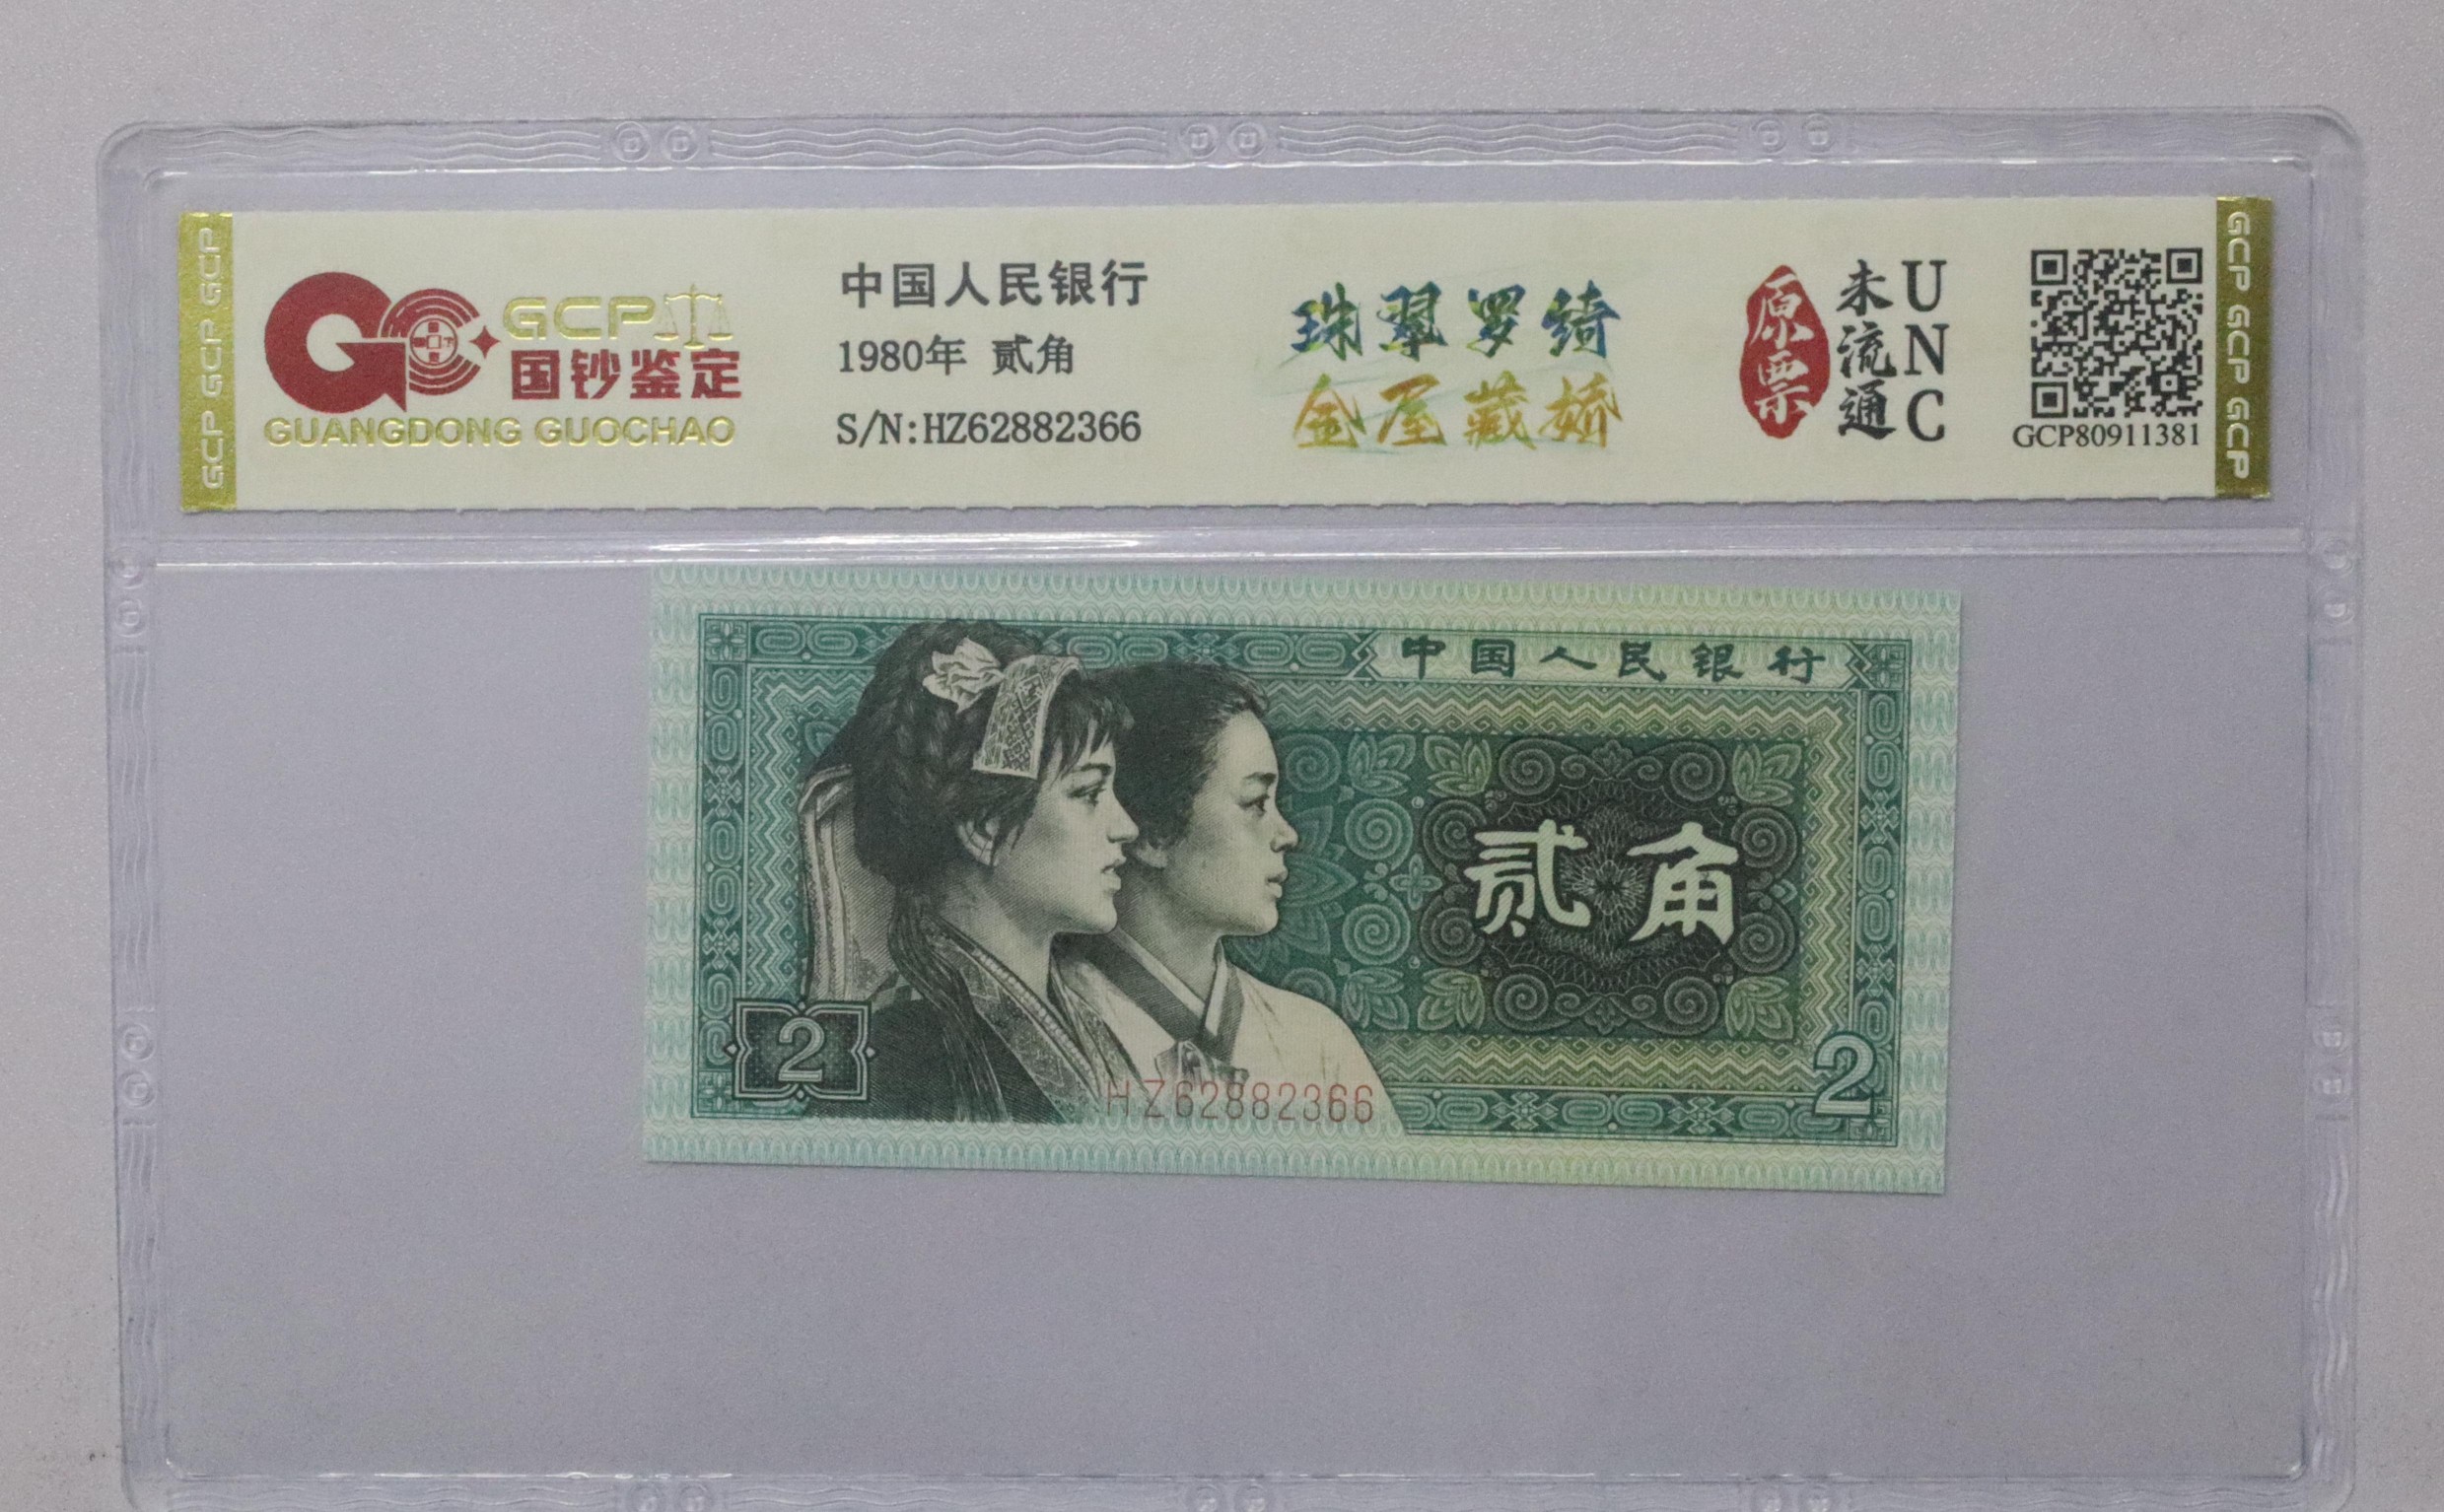 GCP GCP GCP
GCP
国钞鉴定
GUANGDONG GUOCHAO
中国人民银行
1980年 贰角
S/N:HZ62882366
珠翠罗绮
金屋藏娇
原票
未流通
UNC
GCP80911381
GCP GCP GCP
中国人民银行
贰角
2
2
HZ62882366